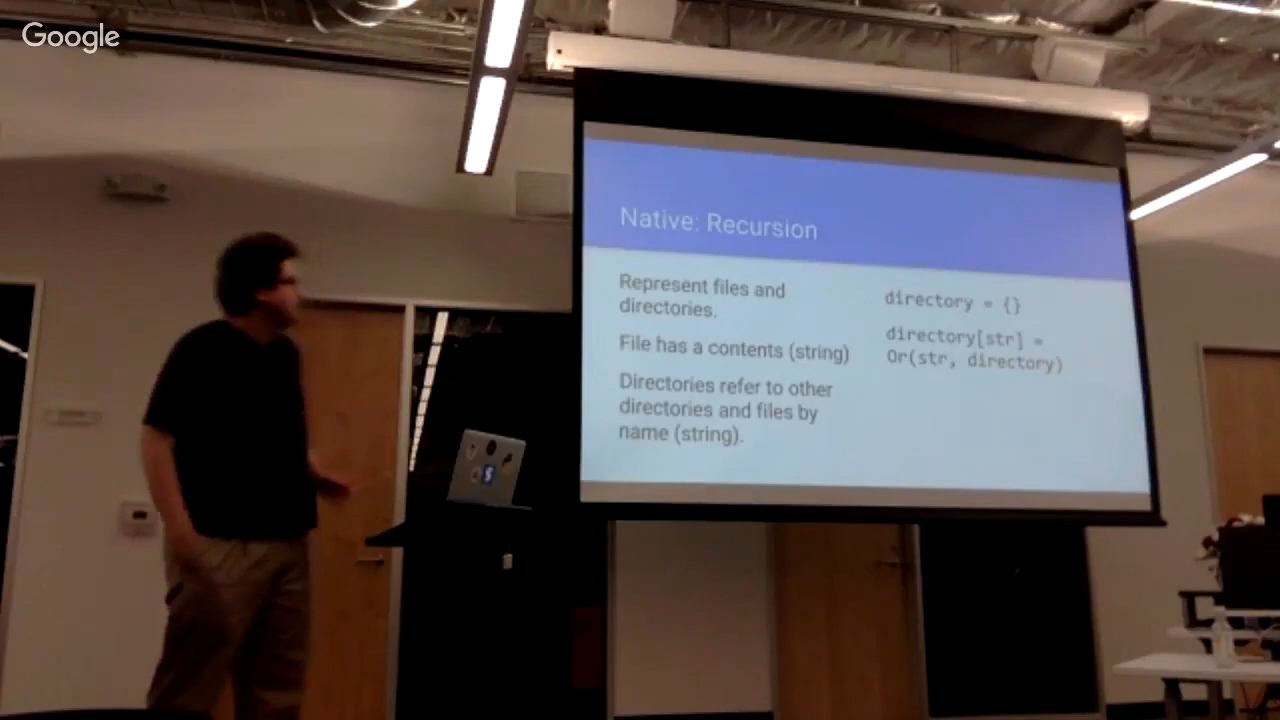 Google
Native: Recursion
Represent files and
directories.
File has a contents (string)
Directories refer to other
directories and files by
name (string).
directory = {}
directory[str] =
Or(str, directory)